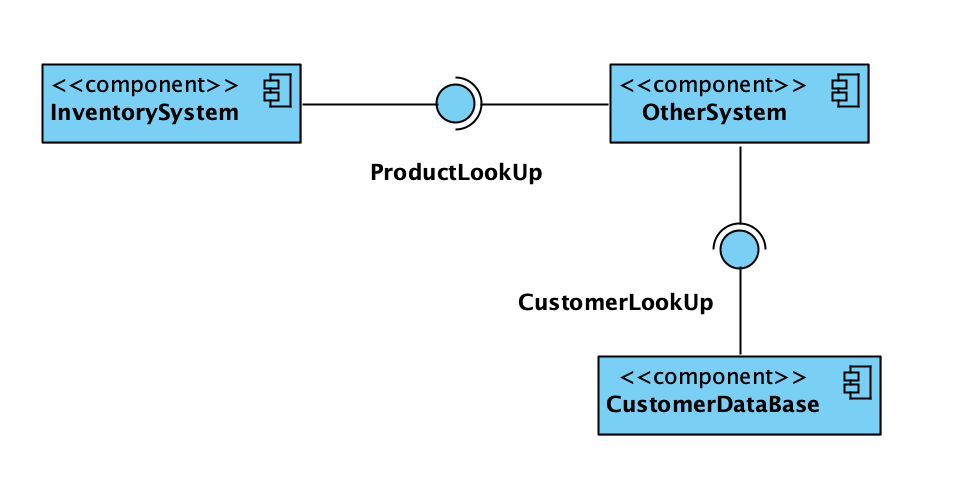 <<component>>
InventorySystem
<<component>>
OtherSystem
ProductLookUp
CustomerLookUp
<<component>>
CustomerDataBase